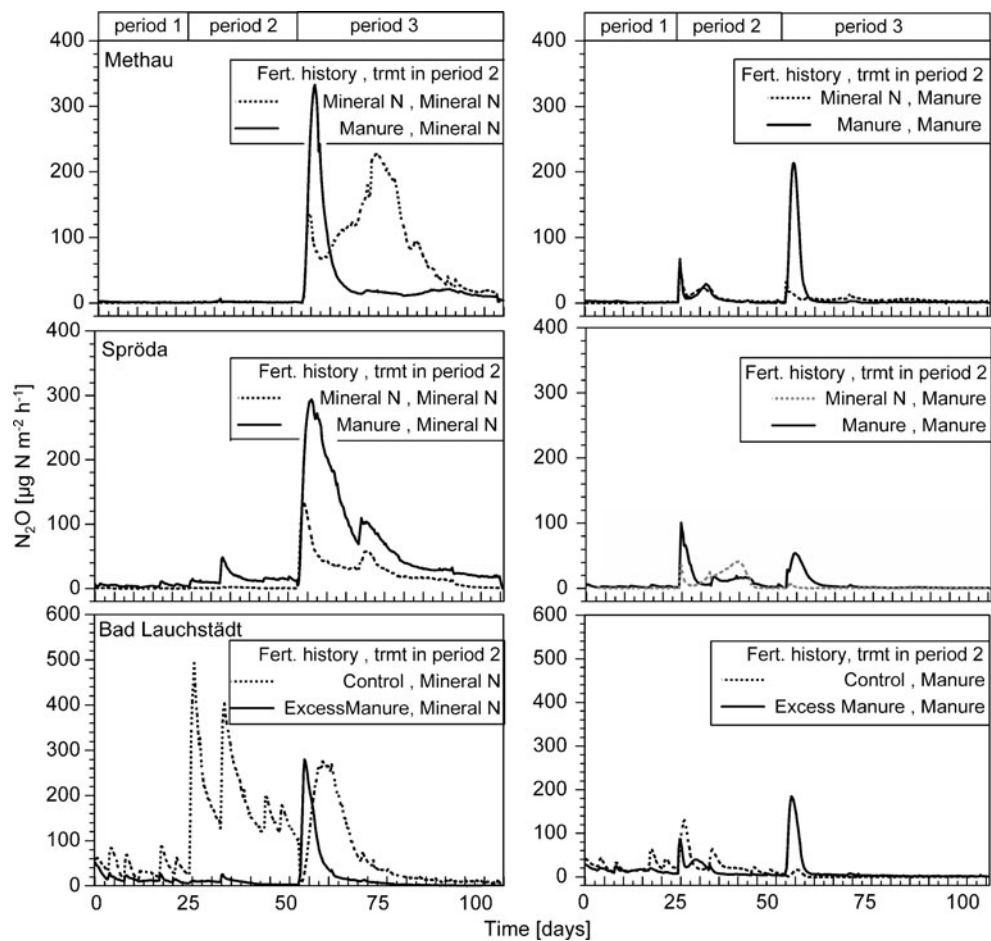 period 1 period 2 period 3
period 1 period 2 period 3
400
Methau
Fert. history , trmt in period 2
Mineral N , Mineral N
Manure , Mineral N
300
200
100
0
Fert. history , trmt in period 2
Mineral N , Manure
Manure , Manure
400
300
200
100
0
400
Spröda
Fert. history , trmt in period 2
Mineral N , Mineral N
Manure , Mineral N
300
200
100
0
Fert. history , trmt in period 2
Mineral N , Manure
Manure , Manure
400
300
200
100
0
N₂O [µg N m⁻² h⁻¹]
600
Bad Lauchstädt
Fert. history , trmt in period 2
Control , Mineral N
ExcessManure, Mineral N
500
400
300
200
100
0
Fert. history, trmt in period 2
Control , Manure
Excess Manure , Manure
600
500
400
300
200
100
0
0 25 50 75 100
0 25 50 75 100
Time [days]